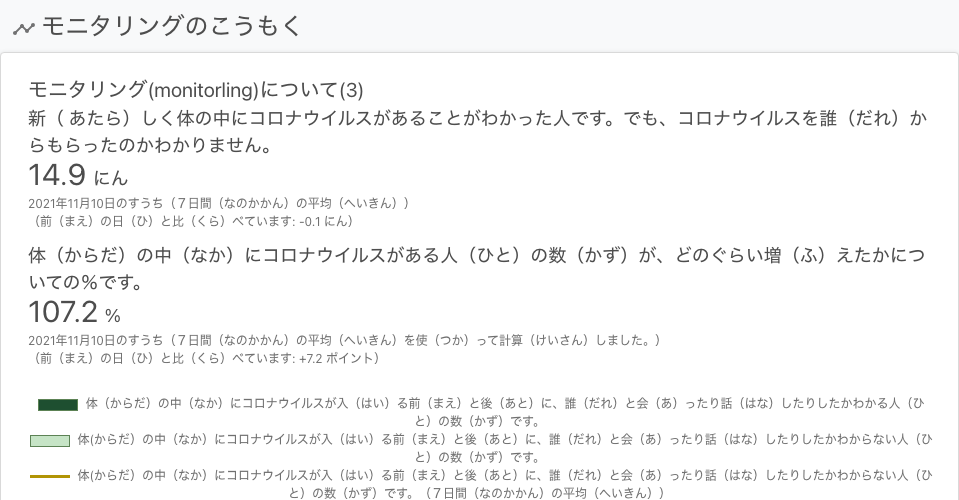 モニタリングのこうもく
モニタリング(monitorling)について(3)
新（ あたら）しく体の中にコロナウイルスがあることがわかった人です。でも、コロナウイルスを誰（だれ）か
らもらったのかわかりません。
14.9 にん
2021年11月10日のすうち（７日間（なのかかん）の平均（へいきん））
（前（まえ）の日（ひ）と比（くら）べています: -0.1 にん）
体（からだ）の中（なか）にコロナウイルスがある人（ひと）の数（かず）が、どのぐらい増（ふ）えたかにつ
いての％です。
107.2 %
2021年11月10日のすうち（７日間（なのかかん）の平均（へいきん）を使（つか）って計算（けいさん）しました。）
（前（まえ）の日（ひ）と比（くら）べています: +7.2 ポイント）
体（からだ）の中（なか）にコロナウイルスが入（はい）る前（まえ）と後（あと）に、誰（だれ）と会（あ）ったり話（はな）したりしたかわかる人（ひ
と）の数（かず）です。
体(からだ）の中（なか）にコロナウイルスが入（はい）る前（まえ）と後（あと）に、誰（だれ）と会（あ）ったり話（はな）したりしたかわからない人（ひ
と）の数（かず）です。
体(からだ）の中（なか）にコロナウイルスが入（はい）る前（まえ）と後（あと）に、誰（だれ）と会（あ）ったり話（はな）したりしたかわからない人（ひ
と）の数（かず）です。（７日間（なのかかん）の平均（へいきん））